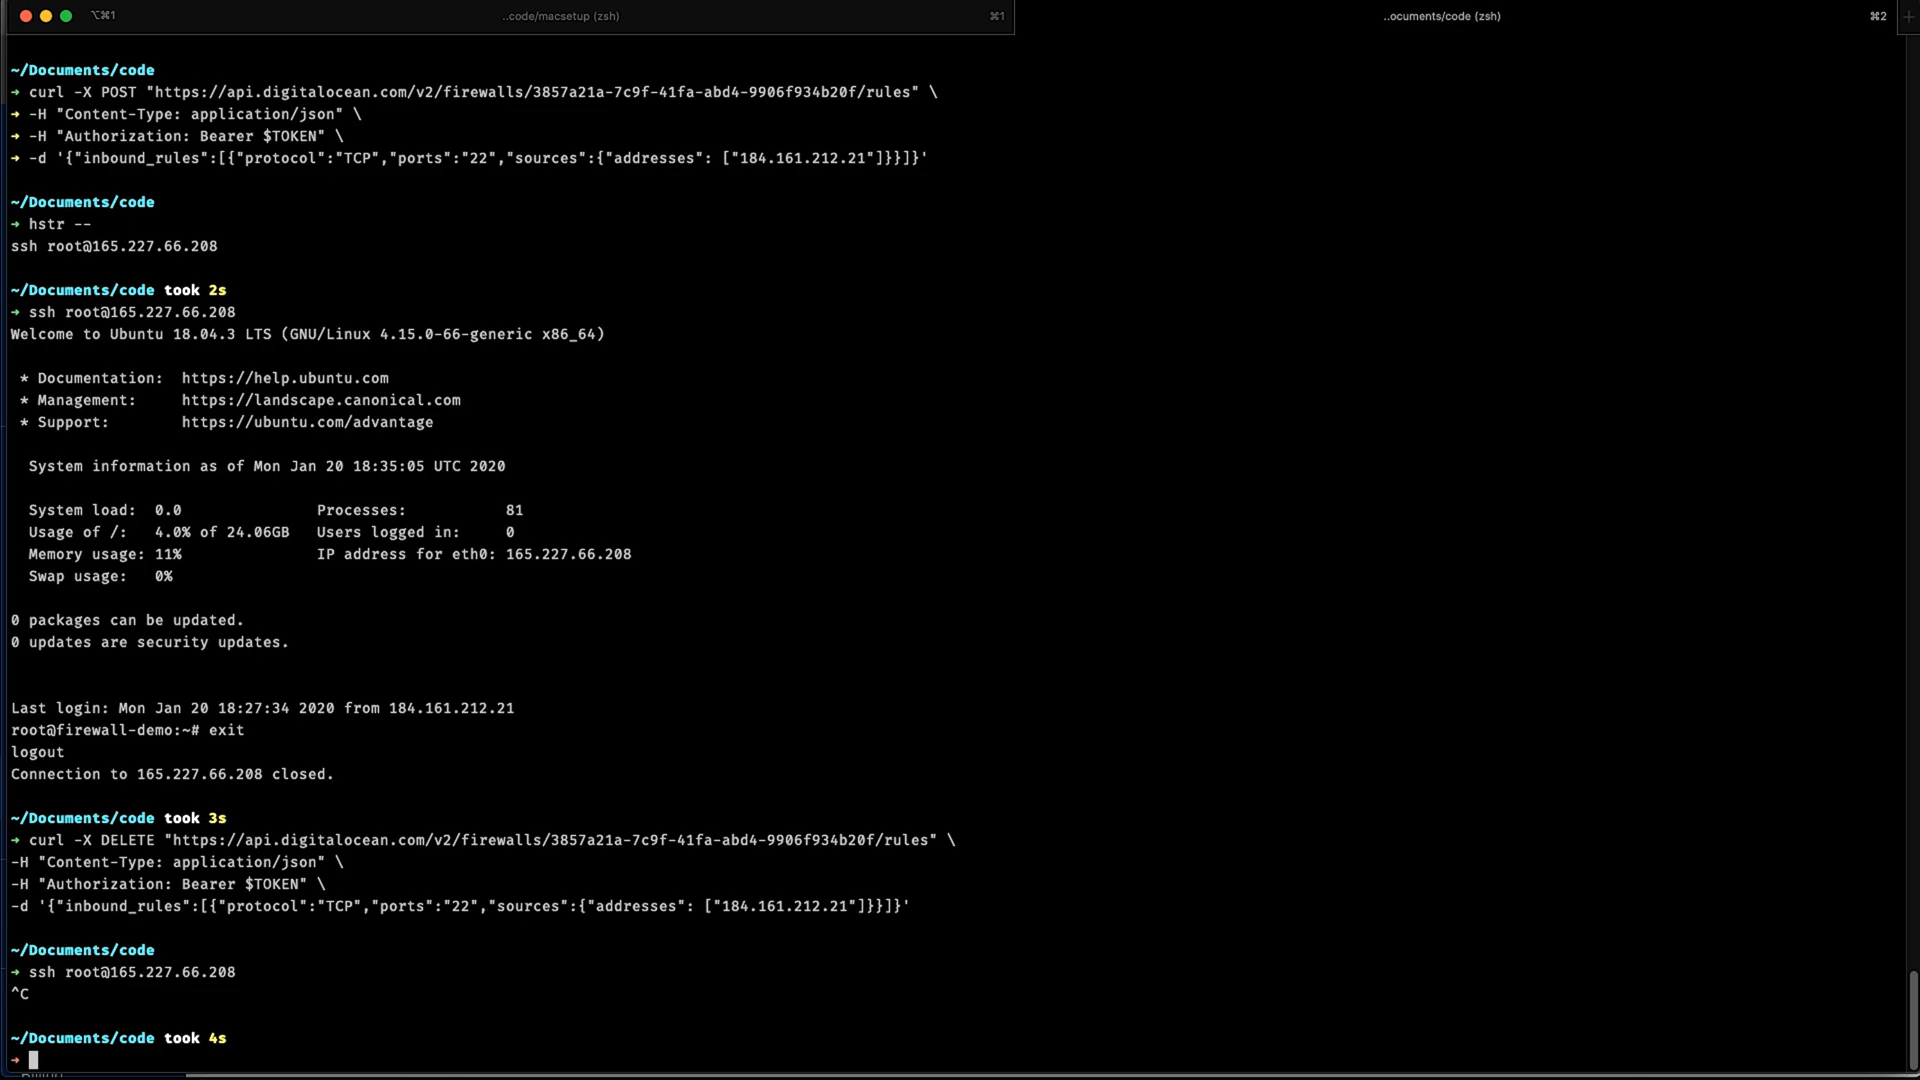 ⌥⌘1
..code/macsetup (zsh)
⌘1
..ocuments/code (zsh)
⌘2
~/Documents/code
➜ curl -X POST "https://api.digitalocean.com/v2/firewalls/3857a21a-7c9f-41fa-abd4-9906f934b20f/rules" \
➜ -H "Content-Type: application/json" \
➜ -H "Authorization: Bearer $TOKEN" \
➜ -d '{"inbound_rules":[{"protocol":"TCP","ports":"22","sources":{"addresses": ["184.161.212.21"]}}]}'
~/Documents/code
➜ hstr --
ssh root@165.227.66.208
~/Documents/code took 2s
➜ ssh root@165.227.66.208
Welcome to Ubuntu 18.04.3 LTS (GNU/Linux 4.15.0-66-generic x86_64)
* Documentation:  https://help.ubuntu.com
* Management:     https://landscape.canonical.com
* Support:        https://ubuntu.com/advantage
System information as of Mon Jan 20 18:35:05 UTC 2020
System load:  0.0               Processes:           81
Usage of /:   4.0% of 24.06GB   Users logged in:     0
Memory usage: 11%               IP address for eth0: 165.227.66.208
Swap usage:   0%
0 packages can be updated.
0 updates are security updates.
Last login: Mon Jan 20 18:27:34 2020 from 184.161.212.21
root@firewall-demo:~# exit
logout
Connection to 165.227.66.208 closed.
~/Documents/code took 3s
➜ curl -X DELETE "https://api.digitalocean.com/v2/firewalls/3857a21a-7c9f-41fa-abd4-9906f934b20f/rules" \
-H "Content-Type: application/json" \
-H "Authorization: Bearer $TOKEN" \
-d '{"inbound_rules":[{"protocol":"TCP","ports":"22","sources":{"addresses": ["184.161.212.21"]}}]}'
~/Documents/code
➜ ssh root@165.227.66.208
^C
~/Documents/code took 4s
➜